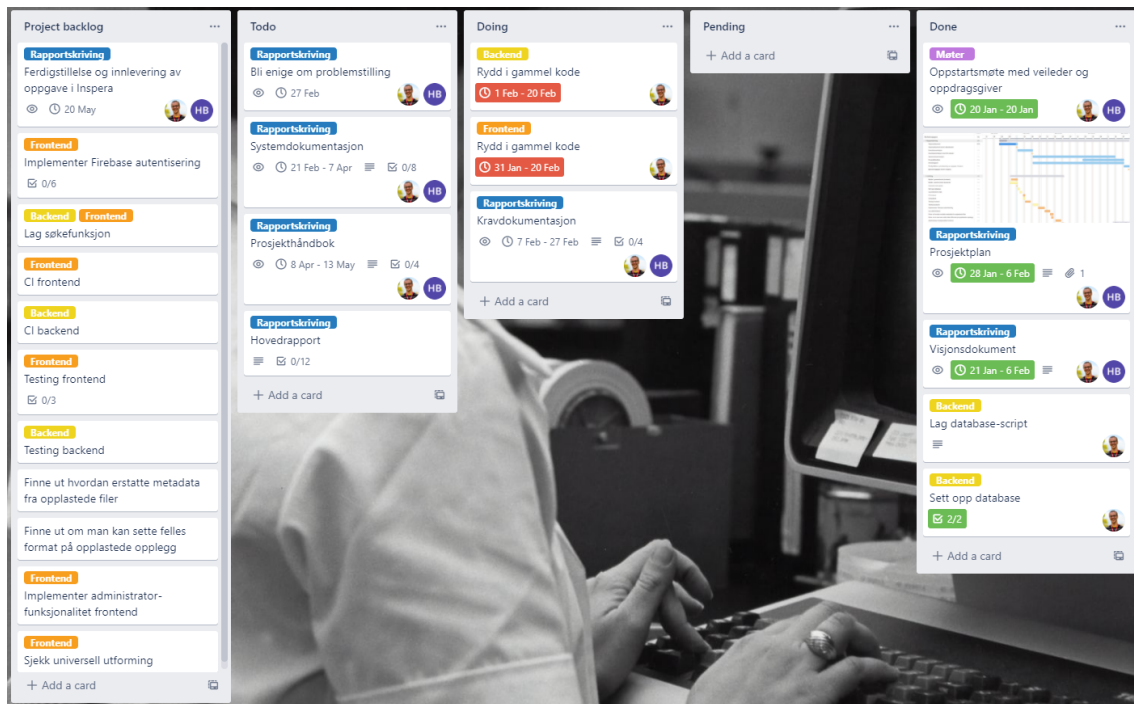 Project backlog
Rapportskriving
Ferdigstillelse og innlevering av
oppgave i Inspera
20 May
HB
Frontend
Implementer Firebase autentisering
0/6
Backend Frontend
Lag søkefunksjon
Frontend
CI frontend
Backend
CI backend
Frontend
Testing frontend
0/3
Backend
Testing backend
Finne ut hvordan erstatte metadata
fra opplastede filer
Finne ut om man kan sette felles
format på opplastede opplegg
Frontend
Implementer administrator-
funksjonalitet frontend
Frontend
Sjekk universell utforming
+ Add a card
Todo
Rapportskriving
Bli enige om problemstilling
27 Feb
HB
Rapportskriving
Systemdokumentasjon
21 Feb - 7 Apr 0/8
HB
Rapportskriving
Prosjekthåndbok
8 Apr - 13 May 0/4
HB
Rapportskriving
Hovedrapport
0/12
+ Add a card
Doing
Backend
Rydd i gammel kode
1 Feb - 20 Feb
Frontend
Rydd i gammel kode
31 Jan - 20 Feb
Rapportskriving
Kravdokumentasjon
7 Feb - 27 Feb 0/4
HB
+ Add a card
Pending
+ Add a card
Done
Møter
Oppstartsmøte med veileder og
oppdragsgiver
20 Jan - 20 Jan
HB
Rapportskriving
Prosjektplan
28 Jan - 6 Feb 1
HB
Rapportskriving
Visjonsdokument
21 Jan - 6 Feb
HB
Backend
Lag database-script
Backend
Sett opp database
2/2
+ Add a card